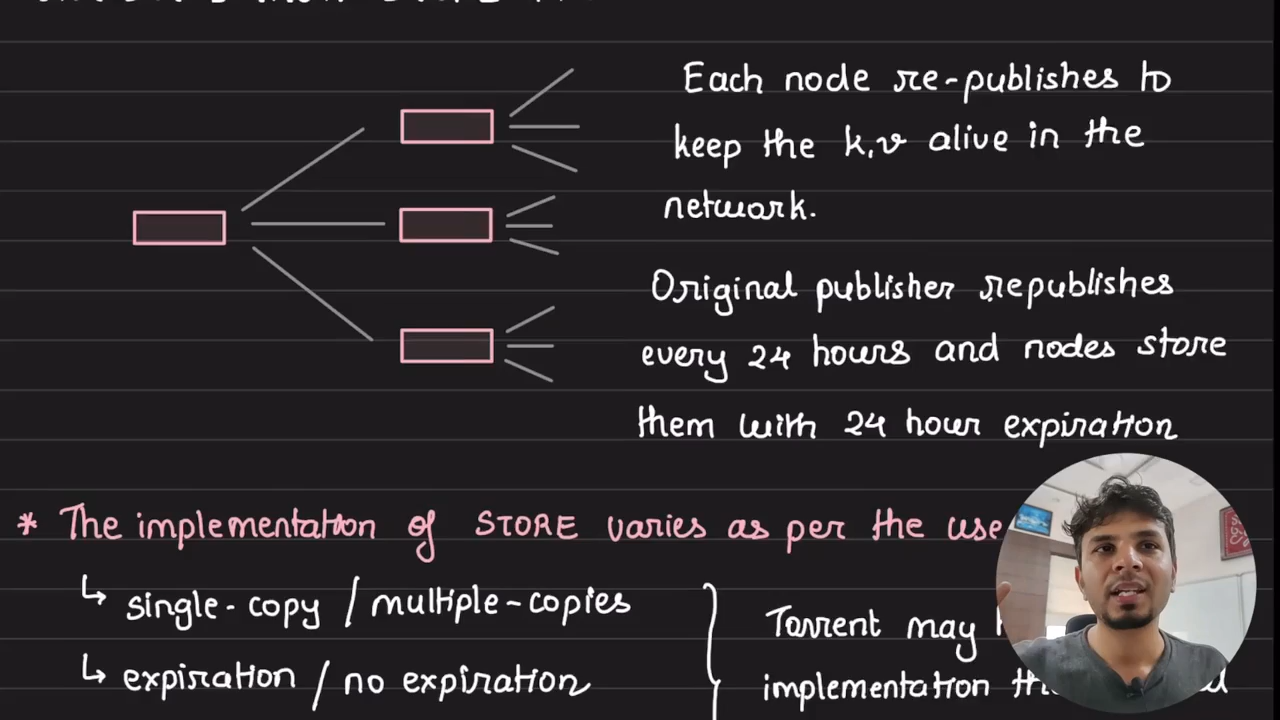 Each node re-publishes to
keep the k,v alive in the
network.
Original publisher republishes
every 24 hours and nodes store
them with 24 hour expiration
* The implementation of STORE varies as per the use
↳ single-copy / multiple-copies
↳ expiration / no expiration
Torrent may
implementation